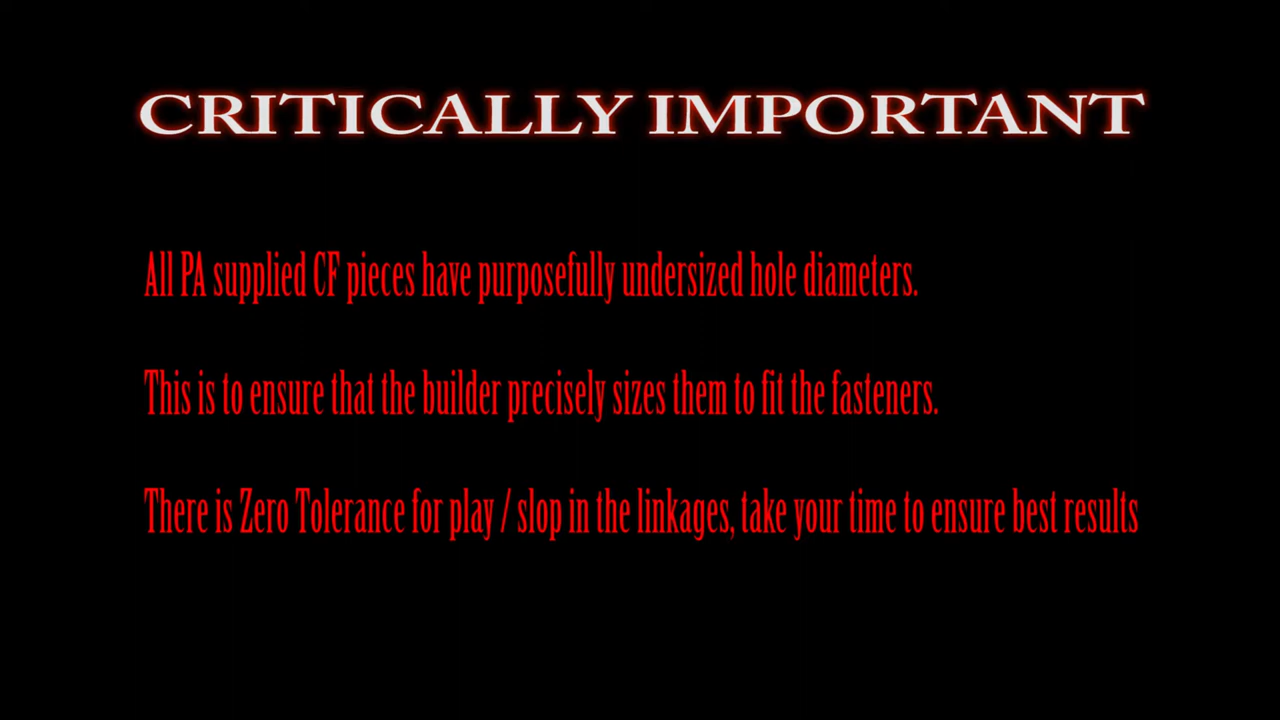 CRITICALLY IMPORTANT
All PA supplied CF pieces have purposefully undersized hole diameters.
This is to ensure that the builder precisely sizes them to fit the fasteners.
There is Zero Tolerance for play / slop in the linkages, take your time to ensure best results